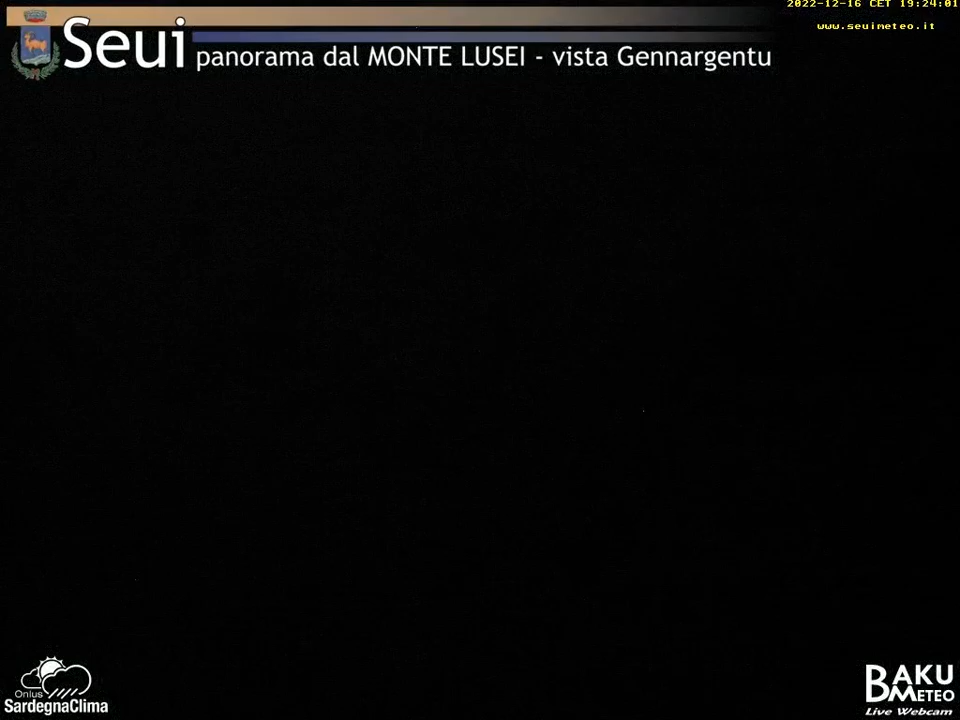 2022-12-16 CET 19:24:01
www.seuimeteo.it
Seui panorama dal MONTE LUSEI - vista Gennargentu
Onlus
SardegnaClima
BAKU
METEO
Live Webcam